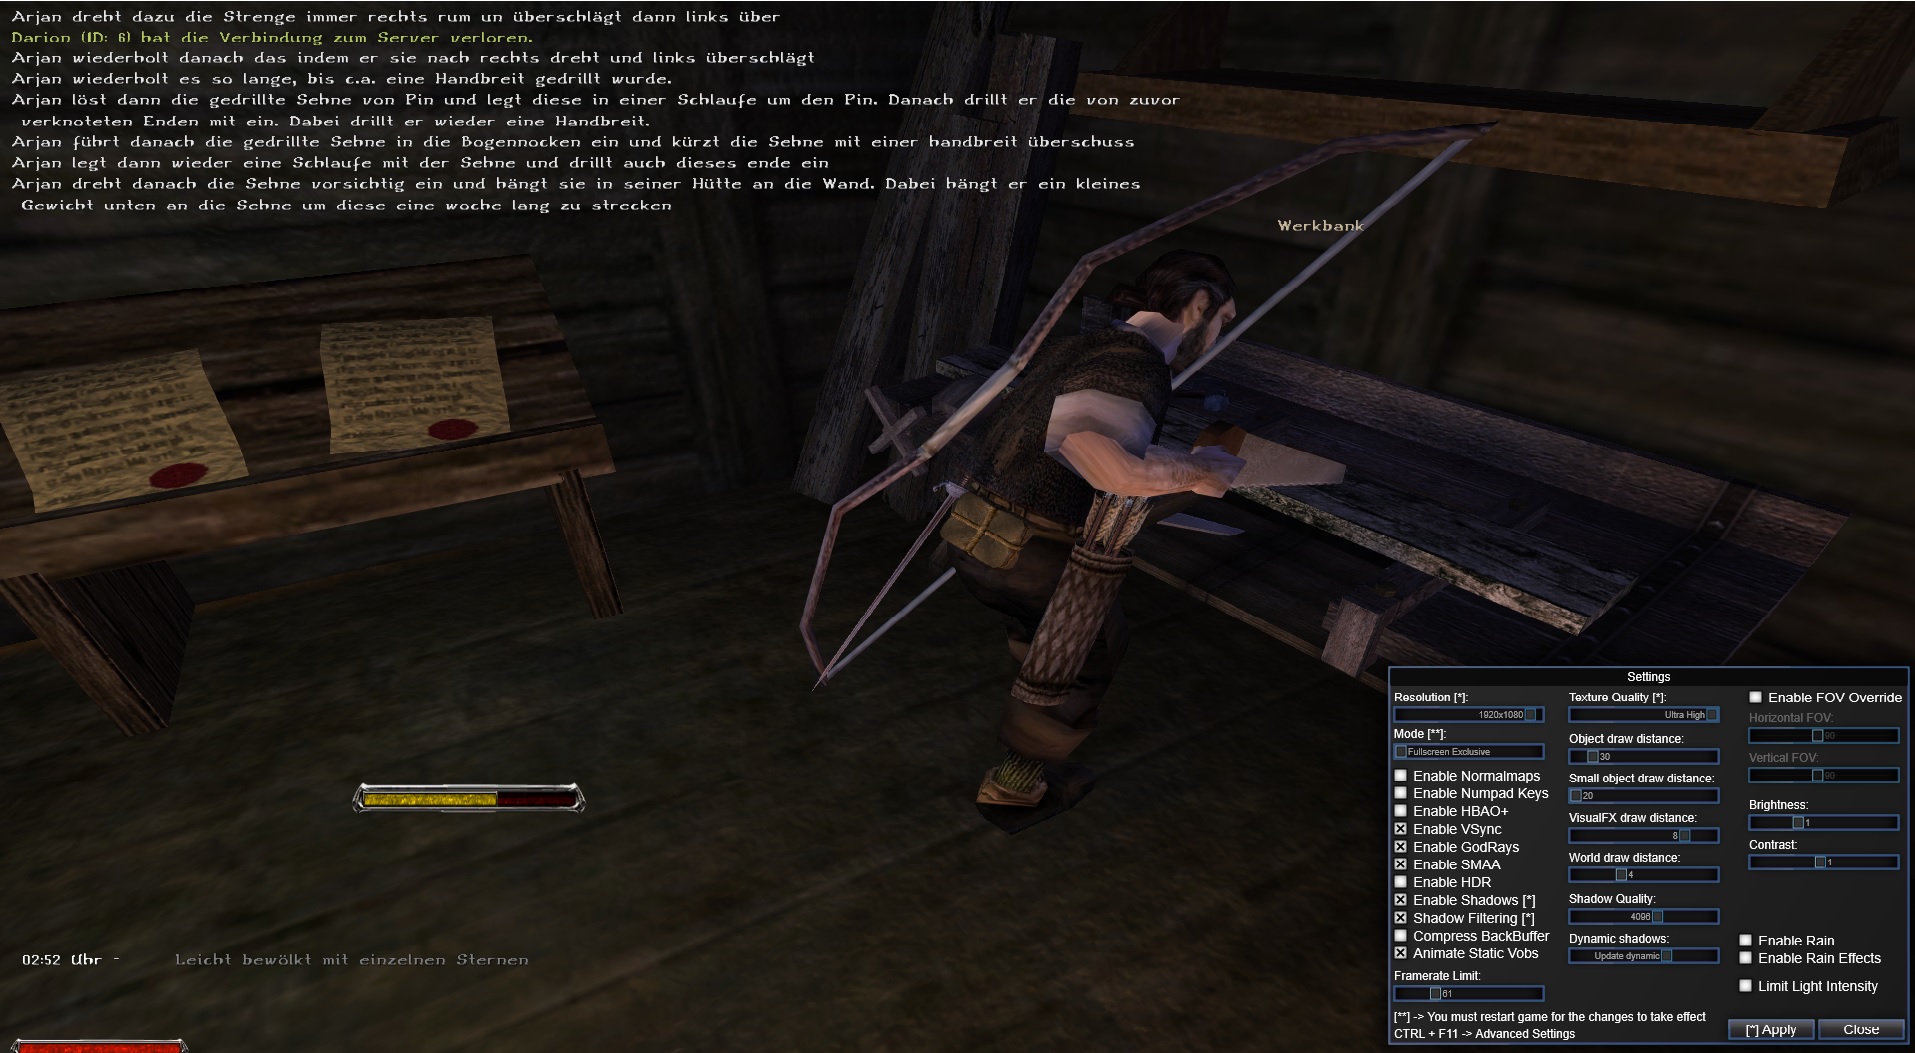 Arjan dreht dazu die Strenge immer rechts rum un überschlägt dann links über
Darion (ID: 6) hat die Verbindung zum Server verloren.
Arjan wiederholt danach das indem er sie nach rechts dreht und links überschlägt
Arjan wiederholt es so lange, bis c.a. eine Handbreit gedrillt wurde.
Arjan löst dann die gedrillte Sehne von Pin und legt diese in einer Schlaufe um den Pin. Danach drillt er die von zuvor
verknoteten Enden mit ein. Dabei drillt er wieder eine Handbreit.
Arjan führt danach die gedrillte Sehne in die Bogennocken ein und kürzt die Sehne mit einer handbreit überschuss
Arjan legt dann wieder eine Schlaufe mit der Sehne und drillt auch dieses ende ein
Arjan dreht danach die Sehne vorsichtig ein und hängt sie in seiner Hütte an die Wand. Dabei hängt er ein kleines
Gewicht unten an die Sehne um diese eine woche lang zu strecken
Werkbank
02:52 Uhr - Leicht bewölkt mit einzelnen Sternen
Settings
Resolution [*]:
1920x1080
Mode [**]:
Fullscreen Exclusive
Enable Normalmaps
Enable Numpad Keys
Enable HBAO+
Enable VSync
Enable GodRays
Enable SMAA
Enable HDR
Enable Shadows [*]
Shadow Filtering [*]
Compress BackBuffer
Animate Static Vobs
Framerate Limit:
61
Texture Quality [*]:
Ultra High
Object draw distance:
30
Small object draw distance:
20
VisualFX draw distance:
8
World draw distance:
4
Shadow Quality:
4096
Dynamic shadows:
Update dynamic
Enable FOV Override
Horizontal FOV:
90
Vertical FOV:
90
Brightness:
1
Contrast:
1
Enable Rain
Enable Rain Effects
Limit Light Intensity
[**] -> You must restart game for the changes to take effect
CTRL + F11 -> Advanced Settings
[*] Apply
Close